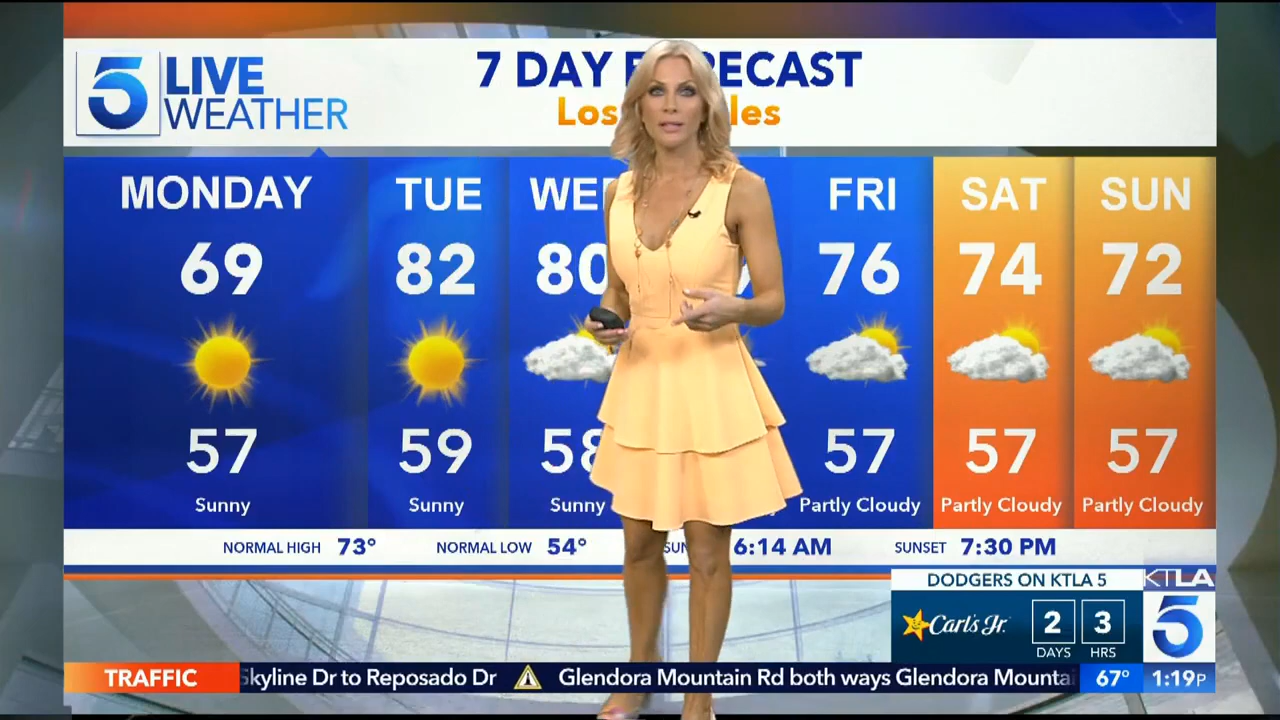 5 LIVE
WEATHER
7 DAY F RECAST
Los les
MONDAY
69
57
Sunny
TUE
82
59
Sunny
WE
80
58
Sunny
FRI
76
57
Partly Cloudy
SAT
74
57
Partly Cloudy
SUN
72
57
Partly Cloudy
NORMAL HIGH 73° NORMAL LOW 54° SUN 6:14 AM SUNSET 7:30 PM
DODGERS ON KTLA 5
Carl's Jr.
2 DAYS
3 HRS
KTLA
5
TRAFFIC Skyline Dr to Reposado Dr Glendora Mountain Rd both ways Glendora Mountai 67° 1:19P